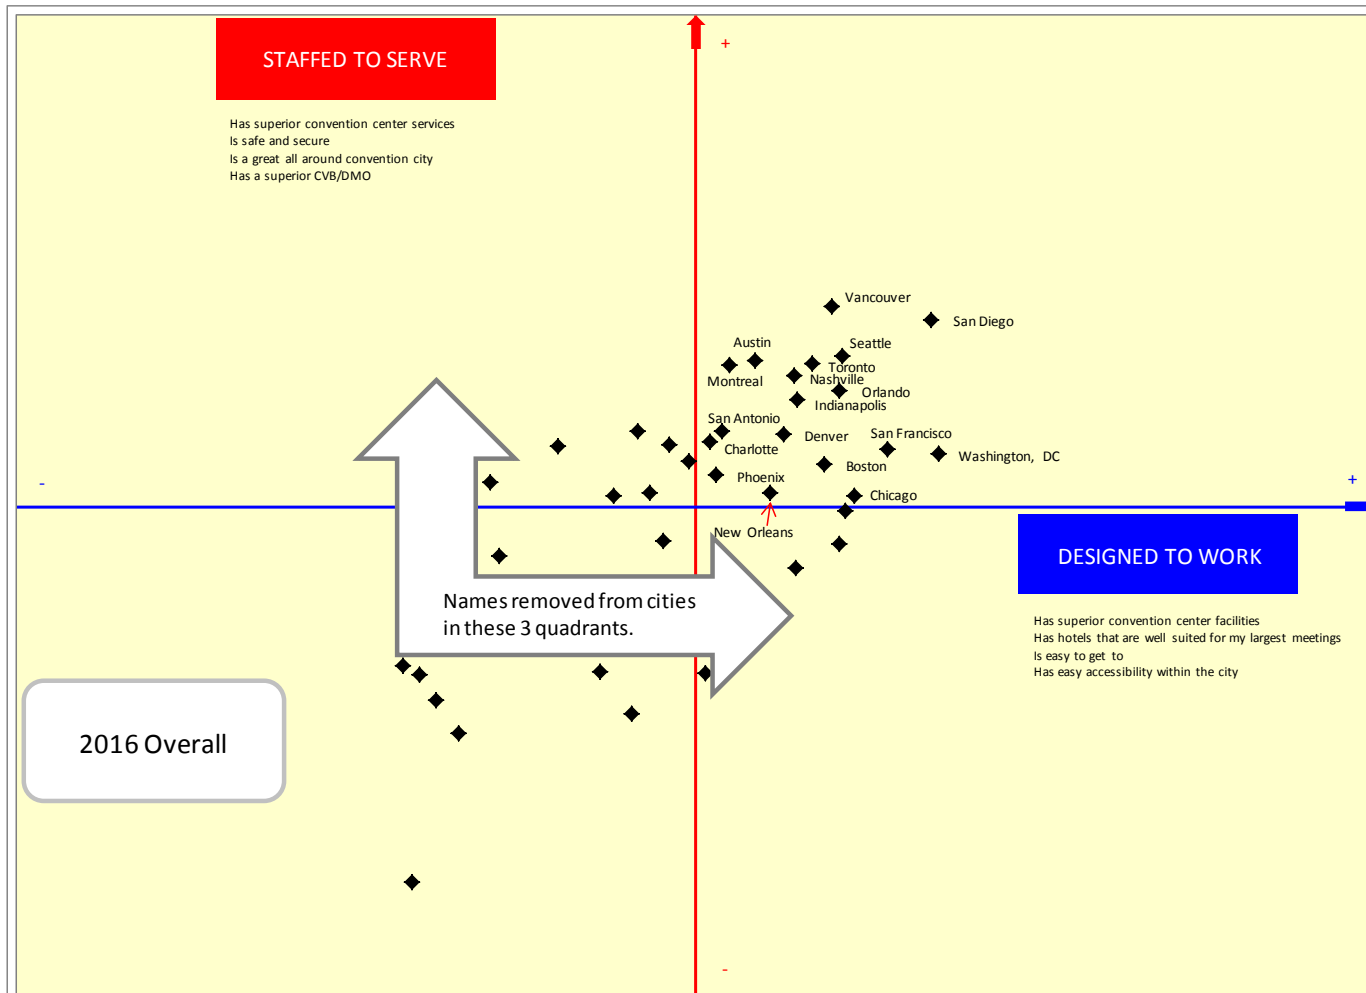 STAFFED TO SERVE
+
Has superior convention center services
Is safe and secure
Is a great all around convention city
Has a superior CVB/DMO
Vancouver
San Diego
Austin
Seattle
Toronto
Montreal
Nashville
Orlando
Indianapolis
San Antonio
Denver
San Francisco
Charlotte
Washington, DC
Boston
Phoenix
-
+
Chicago
New Orleans
DESIGNED TO WORK
Names removed from cities
in these 3 quadrants.
Has superior convention center facilities
Has hotels that are well suited for my largest meetings
Is easy to get to
Has easy accessibility within the city
2016 Overall
-